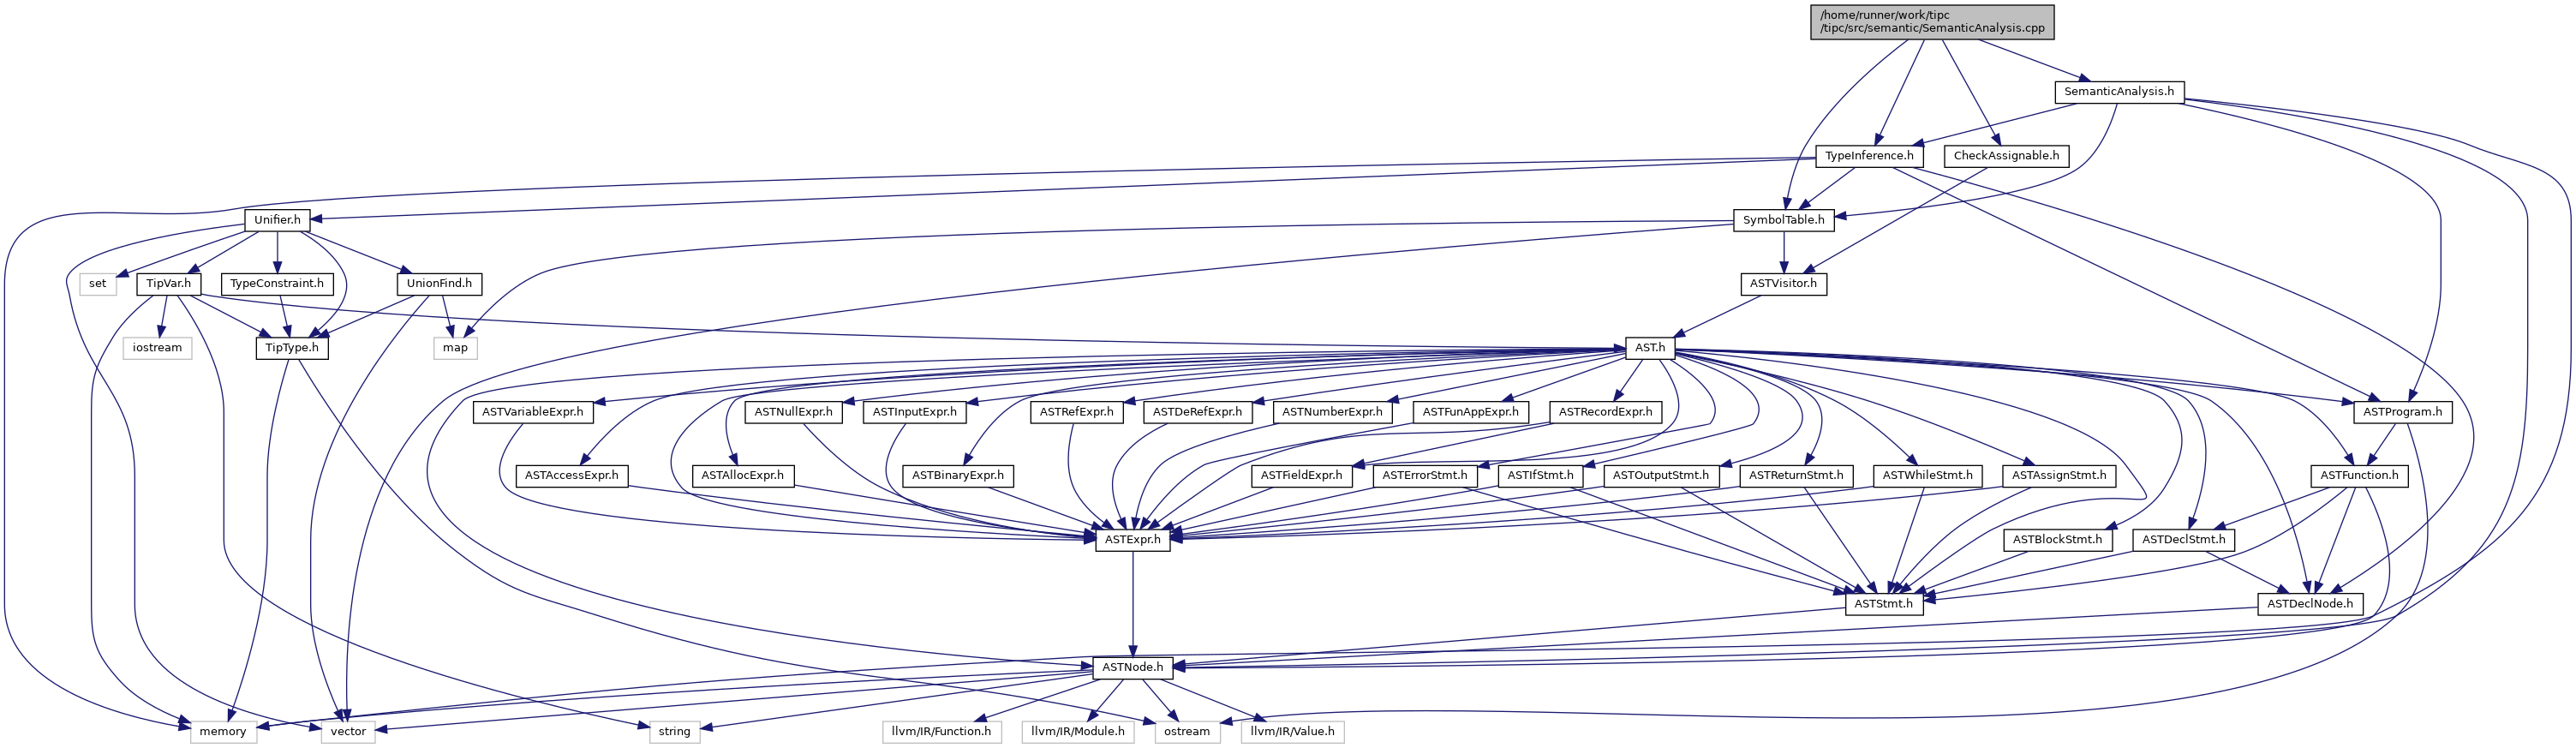 /home/runner/work/tipc
/tipc/src/semantic/SemanticAnalysis.cpp
SemanticAnalysis.h
TypeInference.h
CheckAssignable.h
Unifier.h
SymbolTable.h
set
TipVar.h
TypeConstraint.h
UnionFind.h
ASTVisitor.h
iostream
TipType.h
map
AST.h
ASTVariableExpr.h
ASTNullExpr.h
ASTInputExpr.h
ASTRefExpr.h
ASTDeRefExpr.h
ASTNumberExpr.h
ASTFunAppExpr.h
ASTRecordExpr.h
ASTProgram.h
ASTAccessExpr.h
ASTAllocExpr.h
ASTBinaryExpr.h
ASTFieldExpr.h
ASTErrorStmt.h
ASTIfStmt.h
ASTOutputStmt.h
ASTReturnStmt.h
ASTWhileStmt.h
ASTAssignStmt.h
ASTFunction.h
ASTExpr.h
ASTBlockStmt.h
ASTDeclStmt.h
ASTStmt.h
ASTDeclNode.h
ASTNode.h
memory
vector
string
llvm/IR/Function.h
llvm/IR/Module.h
ostream
llvm/IR/Value.h